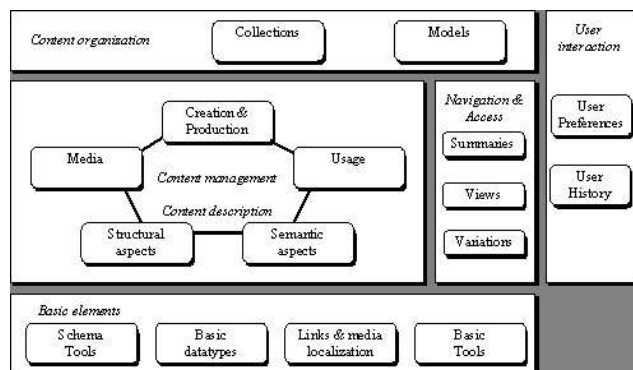 Content organization
Collections
Models
User
interaction
Creation &
Production
Media
Usage
Content management
Content description
Structural
aspects
Semantic
aspects
Navigation &
Access
Summaries
Views
Variations
User
Preferences
User
History
Basic elements
Schema
Tools
Basic
datatypes
Links & media
localization
Basic
Tools